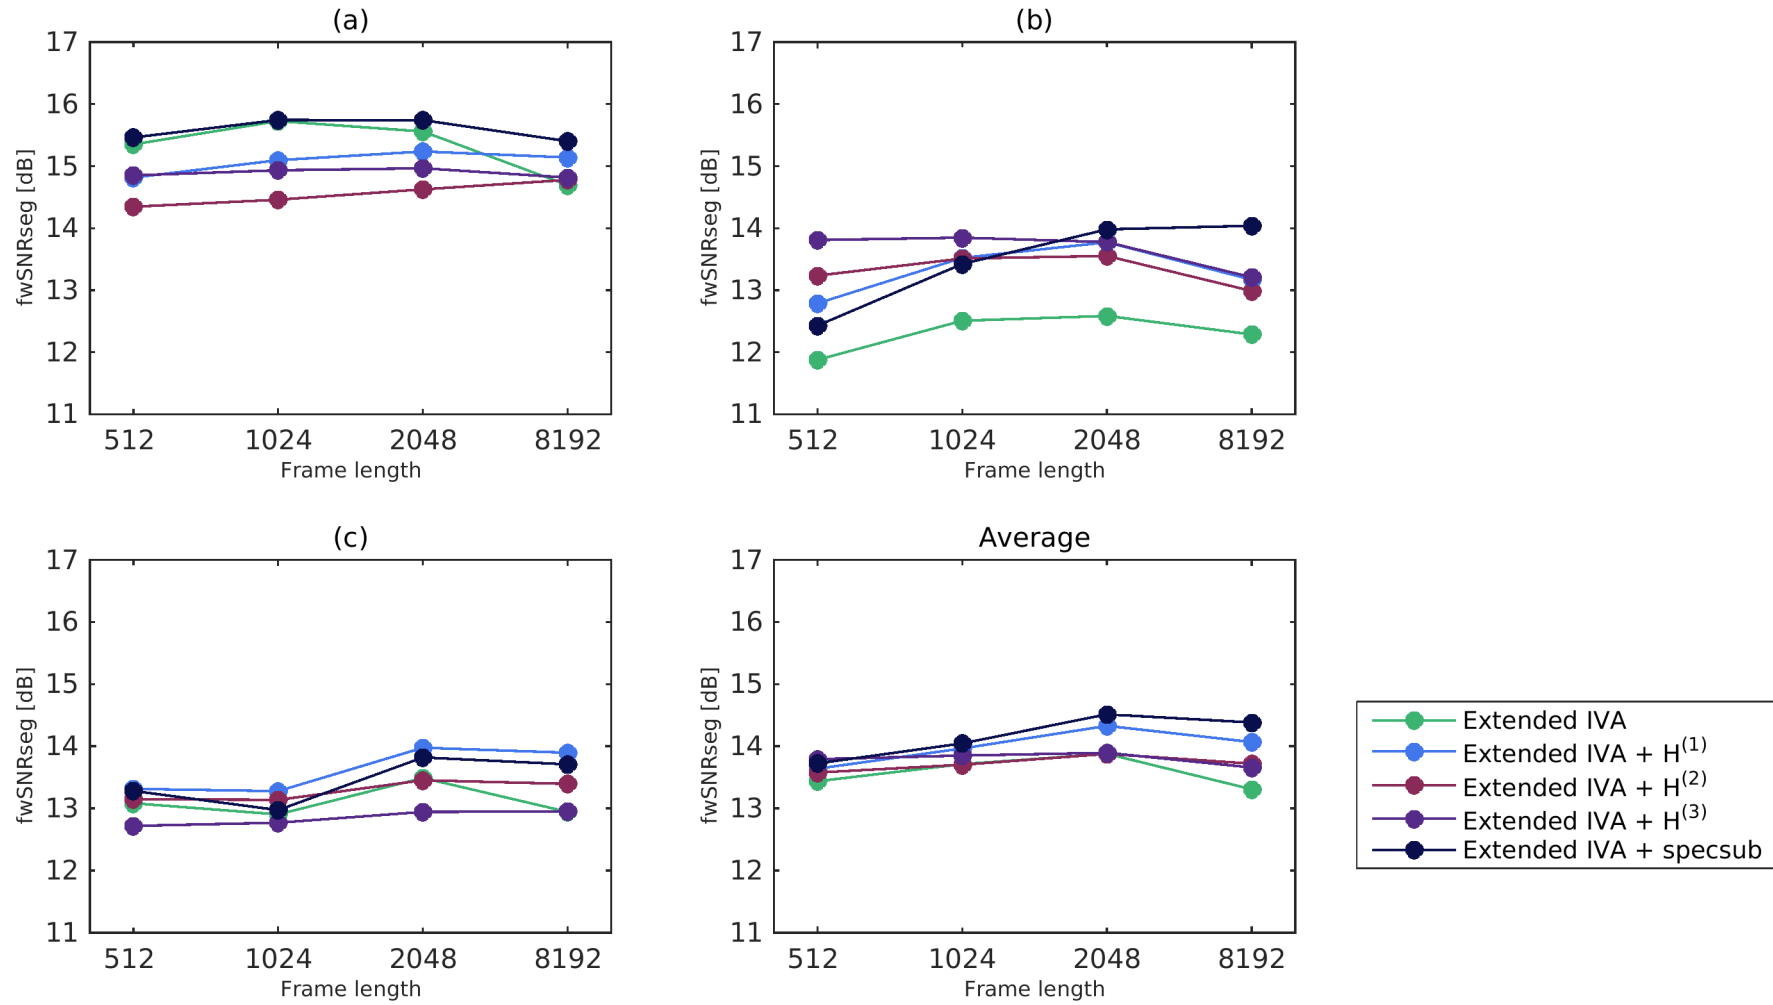 (a)
17
16
15
14
13
12
11
fwSNRseg [dB]
512 1024 2048 8192
Frame length
(b)
17
16
15
14
13
12
11
fwSNRseg [dB]
512 1024 2048 8192
Frame length
(c)
17
16
15
14
13
12
11
fwSNRseg [dB]
512 1024 2048 8192
Frame length
Average
17
16
15
14
13
12
11
fwSNRseg [dB]
512 1024 2048 8192
Frame length
Extended IVA
Extended IVA + H(1)
Extended IVA + H(2)
Extended IVA + H(3)
Extended IVA + specsub